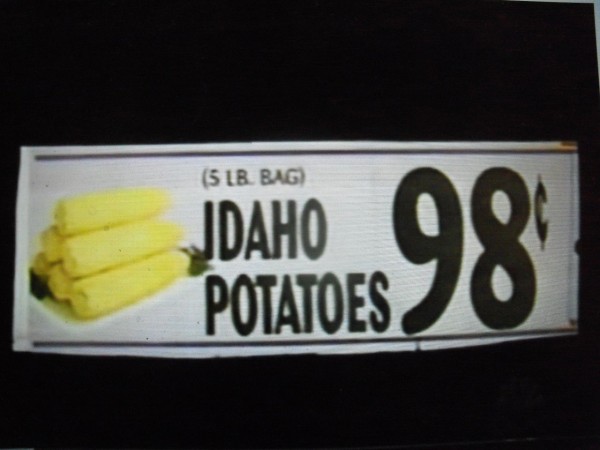 (5 LB. BAG)
IDAHO
POTATOES
98¢